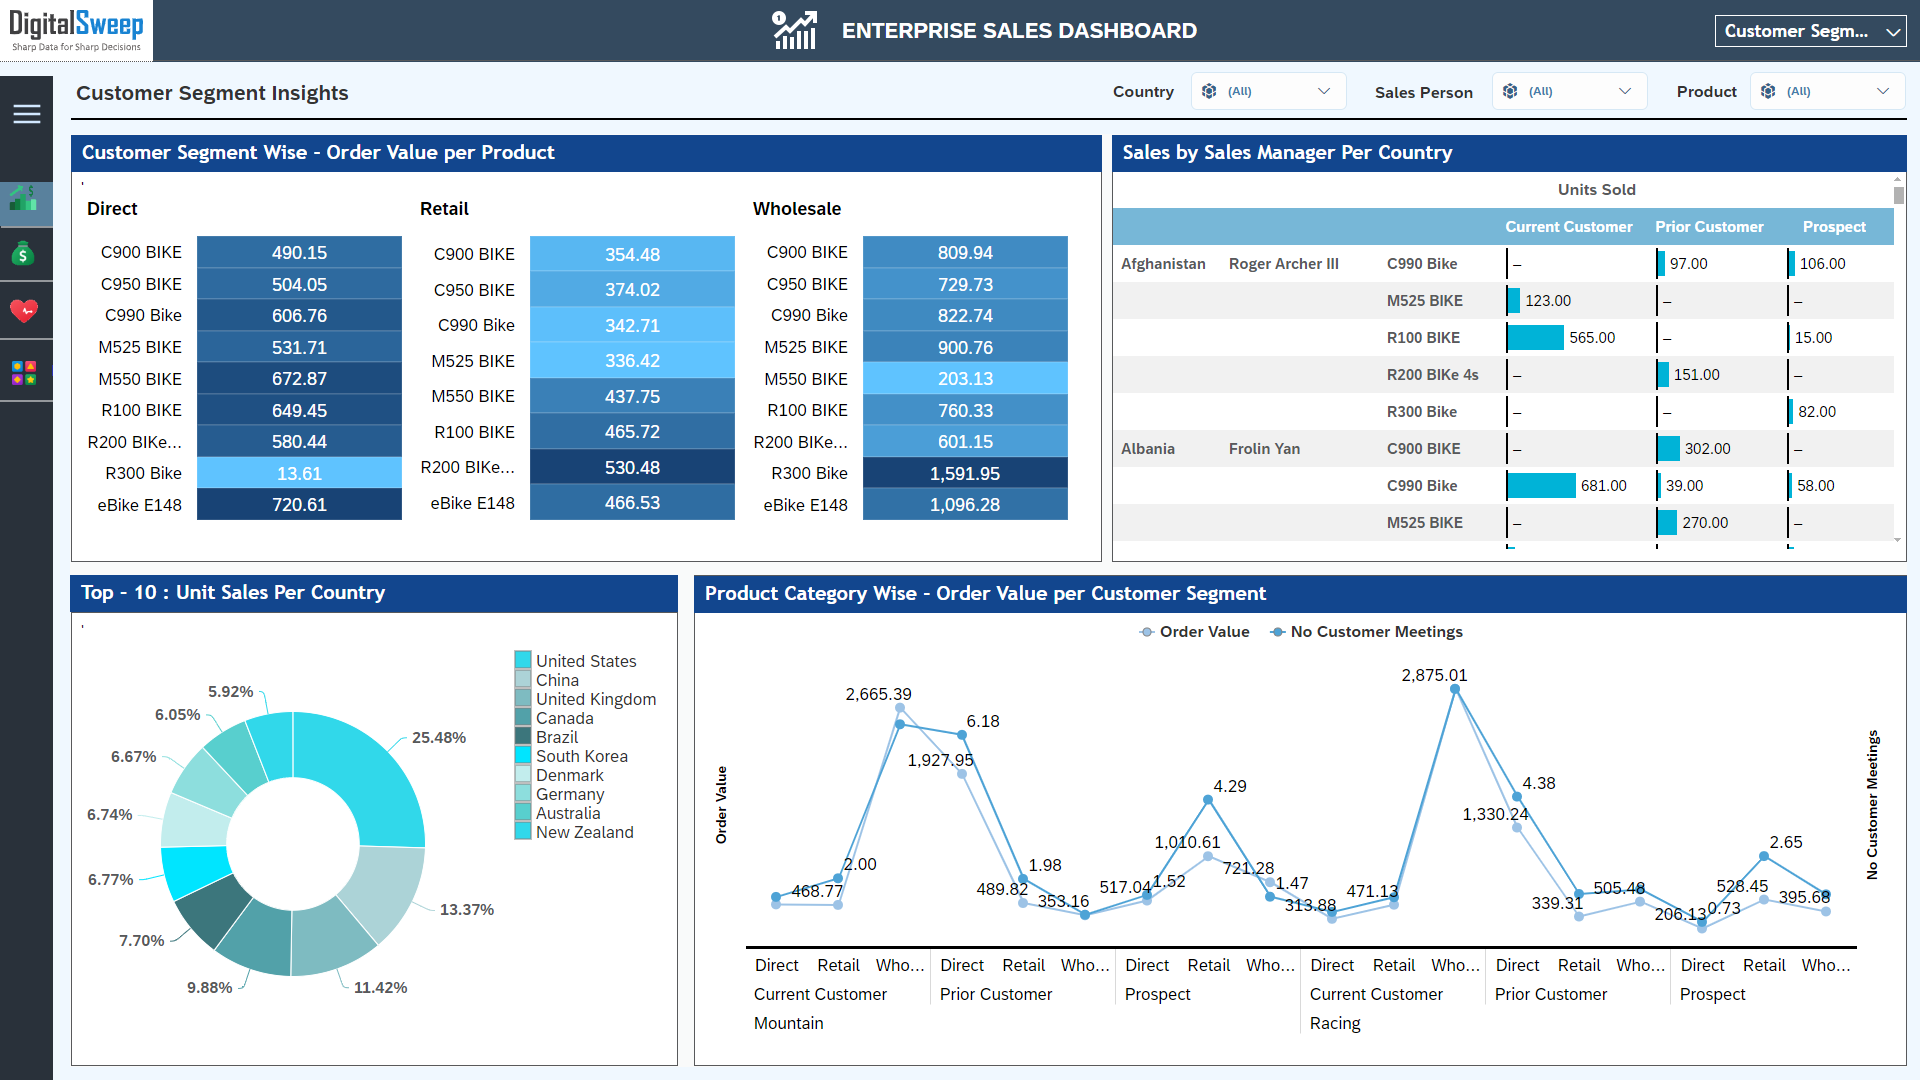 DigitalSweep
Sharp Data for Sharp Decisions
ENTERPRISE SALES DASHBOARD
Customer Segm...
Customer Segment Insights
Country (All)
Sales Person (All)
Product (All)
Customer Segment Wise - Order Value per Product
Direct
C900 BIKE 490.15
C950 BIKE 504.05
C990 Bike 606.76
M525 BIKE 531.71
M550 BIKE 672.87
R100 BIKE 649.45
R200 BIKe... 580.44
R300 Bike 13.61
eBike E148 720.61
Retail
C900 BIKE 354.48
C950 BIKE 374.02
C990 Bike 342.71
M525 BIKE 336.42
M550 BIKE 437.75
R100 BIKE 465.72
R200 BIKe... 530.48
eBike E148 466.53
Wholesale
C900 BIKE 809.94
C950 BIKE 729.73
C990 Bike 822.74
M525 BIKE 900.76
M550 BIKE 203.13
R100 BIKE 760.33
R200 BIKe... 601.15
R300 Bike 1,591.95
eBike E148 1,096.28
Sales by Sales Manager Per Country
Units Sold
Current Customer Prior Customer Prospect
Afghanistan Roger Archer III C990 Bike – 97.00 106.00
M525 BIKE 123.00 – –
R100 BIKE 565.00 – 15.00
R200 BIKe 4s – 151.00 –
R300 Bike – – 82.00
Albania Frolin Yan C900 BIKE – 302.00 –
C990 Bike 681.00 39.00 58.00
M525 BIKE – 270.00 –
Top - 10 : Unit Sales Per Country
25.48%
13.37%
11.42%
9.88%
7.70%
6.77%
6.74%
6.67%
6.05%
5.92%
United States
China
United Kingdom
Canada
Brazil
South Korea
Denmark
Germany
Australia
New Zealand
Product Category Wise - Order Value per Customer Segment
Order Value No Customer Meetings
Order Value
468.77
2.00
2,665.39
6.18
1,927.95
489.82
1.98
353.16
517.04
1.52
1,010.61
4.29
721.28
1.47
313.88
471.13
2,875.01
4.38
1,330.24
339.31
505.48
206.13
0.73
528.45
2.65
395.68
No Customer Meetings
Direct Retail Who... Direct Retail Who... Direct Retail Who... Direct Retail Who... Direct Retail Who... Direct Retail Who...
Current Customer Prior Customer Prospect Current Customer Prior Customer Prospect
Mountain Racing